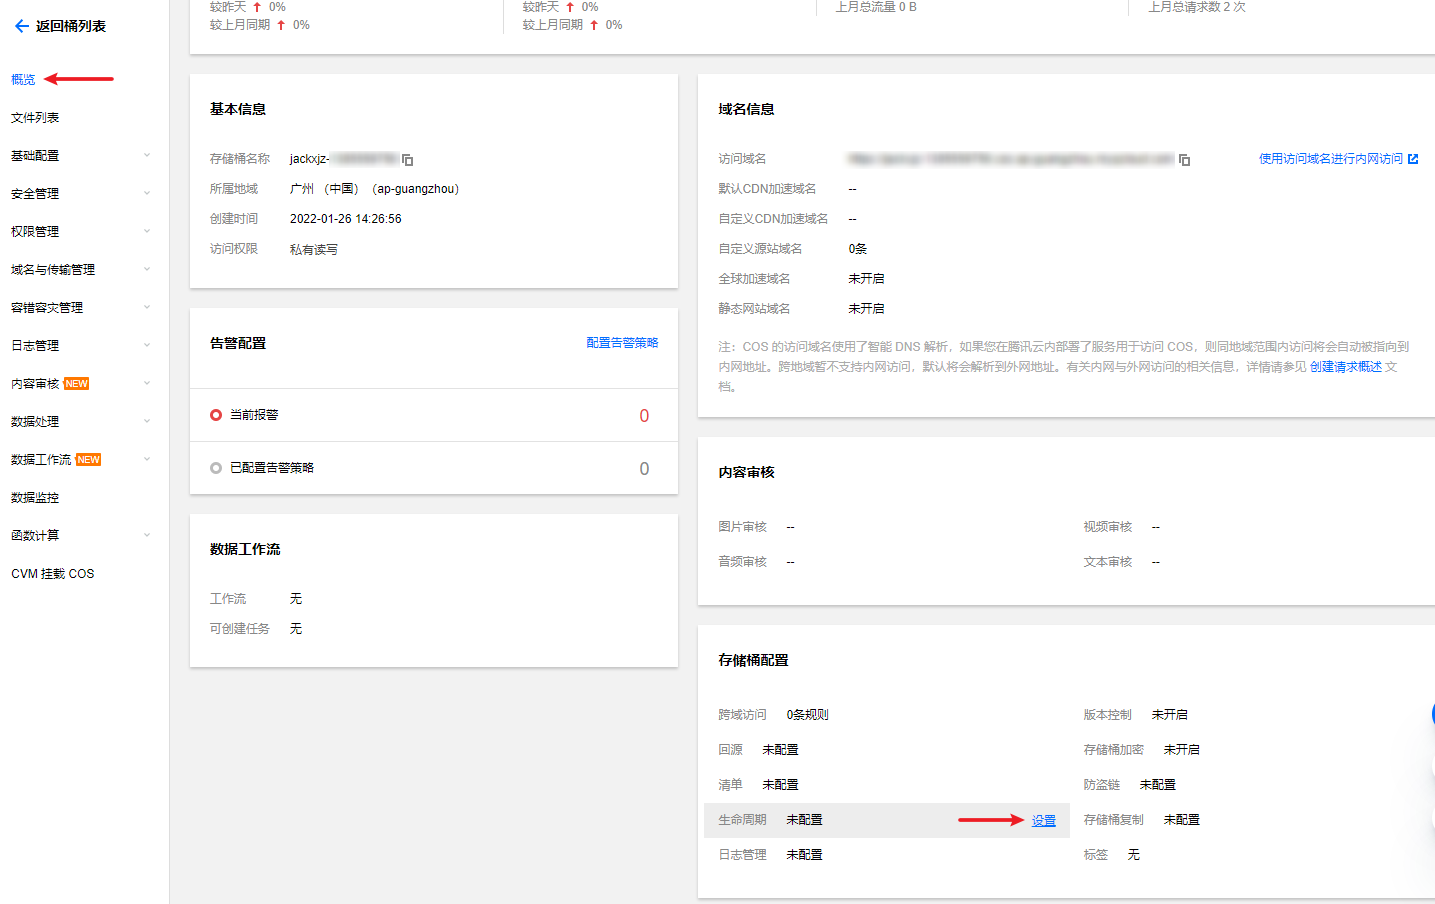 返回桶列表
概览
文件列表
基础配置
安全管理
权限管理
域名与传输管理
容错容灾管理
日志管理
内容审核 NEW
数据处理
数据工作流 NEW
数据监控
函数计算
CVM 挂载 COS
较昨天 0%
较上月同期 0%
较昨天 0%
较上月同期 0%
上月总流量 0 B
上月总请求数 2 次
基本信息
存储桶名称 jackxjz-
所属地域 广州 （中国）（ap-guangzhou）
创建时间 2022-01-26 14:26:56
访问权限 私有读写
告警配置 配置告警策略
当前报警 0
已配置告警策略 0
数据工作流
工作流 无
可创建任务 无
域名信息
访问域名 使用访问域名进行内网访问
默认CDN加速域名 --
自定义CDN加速域名 --
自定义源站域名 0条
全球加速域名 未开启
静态网站域名 未开启
注：COS 的访问域名使用了智能 DNS 解析，如果您在腾讯云内部署了服务用于访问 COS，则同地域范围内访问将会自动被指向到
内网地址。跨地域暂不支持内网访问，默认将会解析到外网地址。有关内网与外网访问的相关信息，详情请参见 创建请求概述 文
档。
内容审核
图片审核 -- 视频审核 --
音频审核 -- 文本审核 --
存储桶配置
跨域访问 0条规则 版本控制 未开启
回源 未配置 存储桶加密 未开启
清单 未配置 防盗链 未配置
生命周期 未配置 设置 存储桶复制 未配置
日志管理 未配置 标签 无